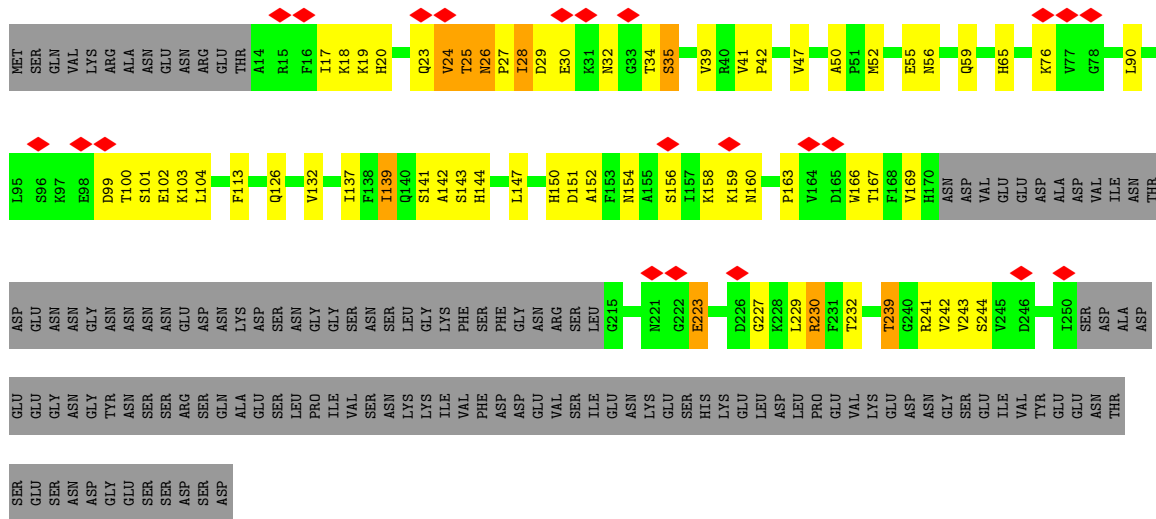 MET SER GLN VAL LYS ARG ALA ASN GLU ASN ARG GLU THR A14 R15 F16 I17 K18 K19 H20 Q23 V24 T25 N26 P27 I28 D29 E30 K31 N32 G33 T34 S35 V39 R40 V41 P42 V47 A50 P51 M52 E55 N56 Q59 H65 K76 V77 G78 L90
L95 S96 K97 E98 D99 T100 S101 E102 K103 L104 F113 Q126 V132 I137 F138 I139 Q140 S141 A142 S143 H144 L147 H150 D151 A152 F153 N154 A155 S156 I157 K158 K159 N160 P163 V164 D165 W166 T167 F168 V169 H170 ASN ASP VAL GLU GLU ASP ALA ASP VAL ILE ASN THR
ASP GLU ASN ASN GLY ASN ASN ASN ASN GLU ASP ASN LYS ASP SER ASN GLY GLY SER ASN SER LEU GLY LYS PHE SER PHE GLY ASN ARG SER LEU G215 N221 G222 E223 D226 G227 K228 L229 R230 F231 T232 T239 G240 R241 V242 V243 S244 V245 D246 I250 SER ASP ALA ASP
GLU GLU GLY ASN GLY TYR ASN SER SER ARG SER GLN ALA GLU SER LEU PRO ILE VAL SER ASN LYS LYS ILE VAL PHE ASP ASP GLU VAL SER ILE GLU ASN LYS GLU SER HIS LYS GLU LEU ASP LEU PRO GLU VAL LYS GLU ASP ASN GLY SER GLU ILE VAL TYR GLU GLU ASN THR
SER GLU SER ASN ASP GLY GLU SER SER ASP SER ASP